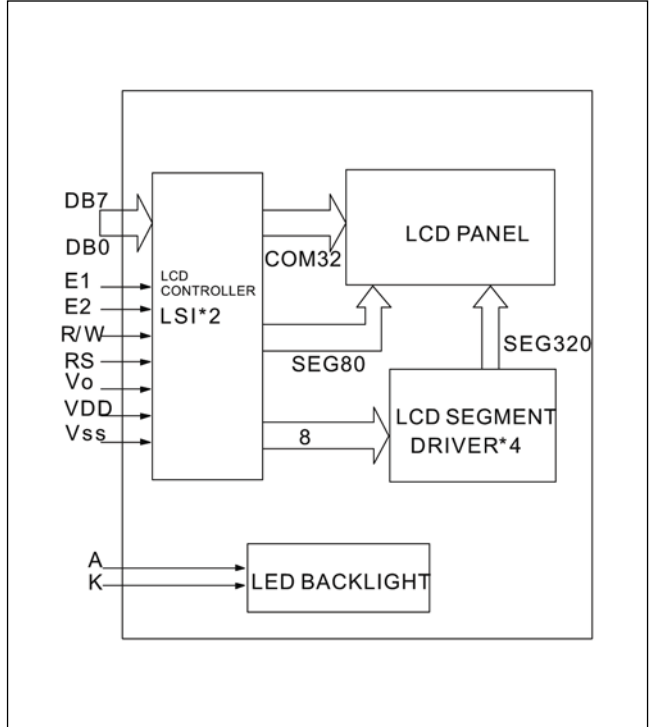 DB7
DB0
E1
E2
R/W
RS
Vo
VDD
Vss
LCD
CONTROLLER
LSI*2
COM32
SEG80
8
LCD PANEL
SEG320
LCD SEGMENT
DRIVER*4
A
K
LED BACKLIGHT